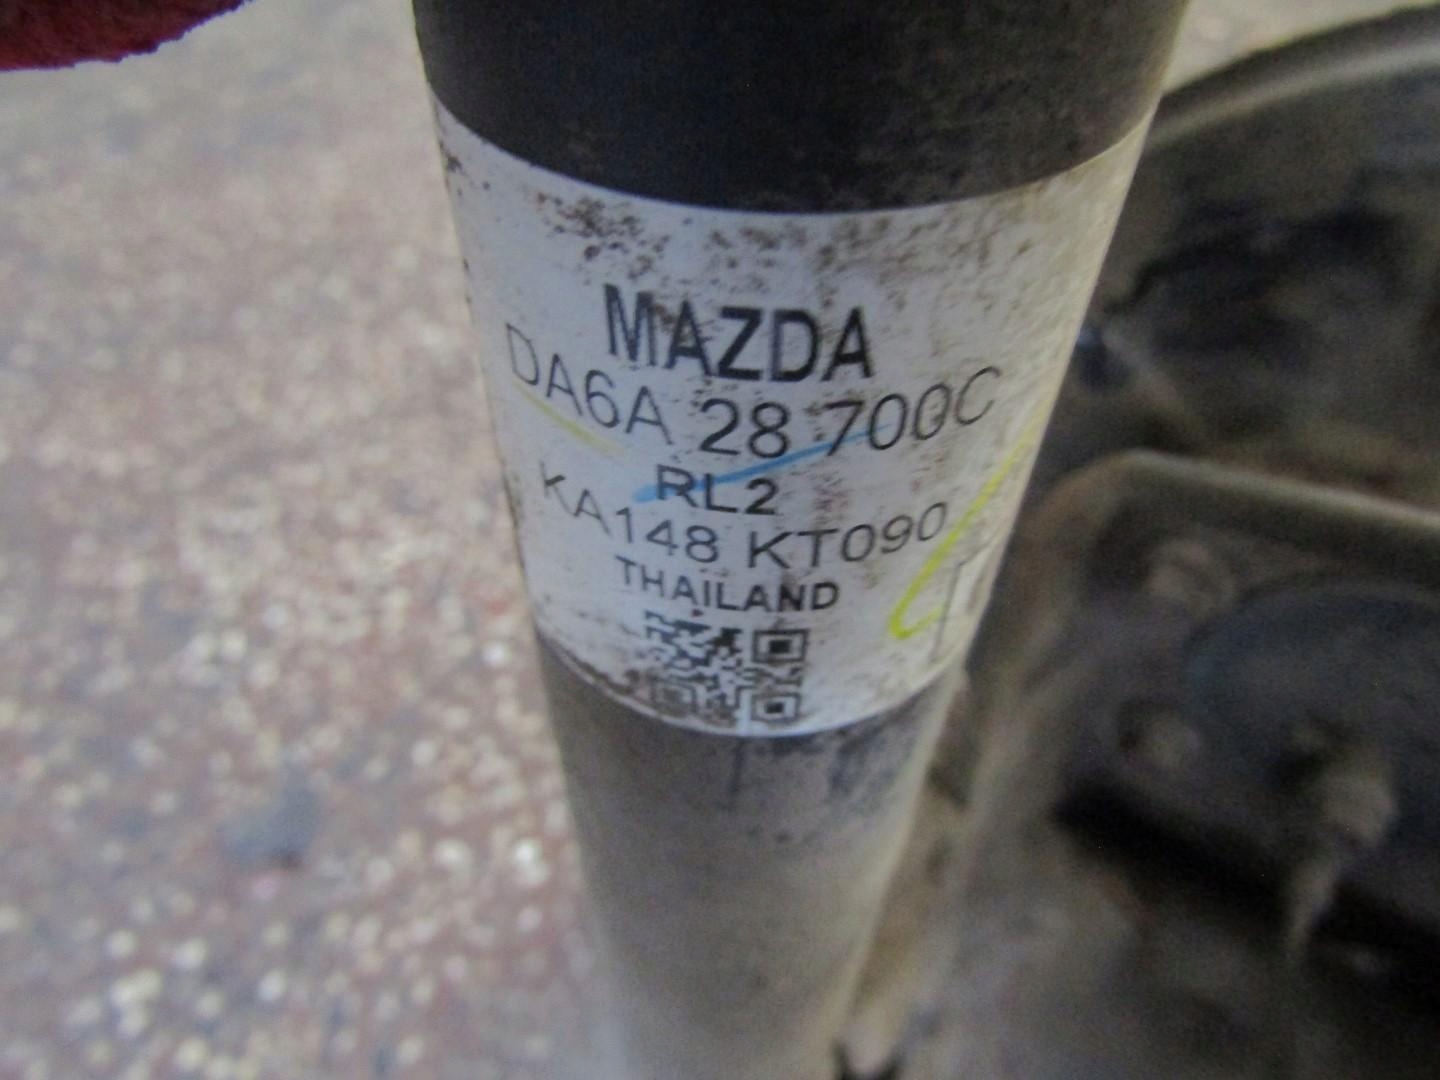 MAZDA
DA6A 28 700C
RL2
KA148 KT090
THAILAND